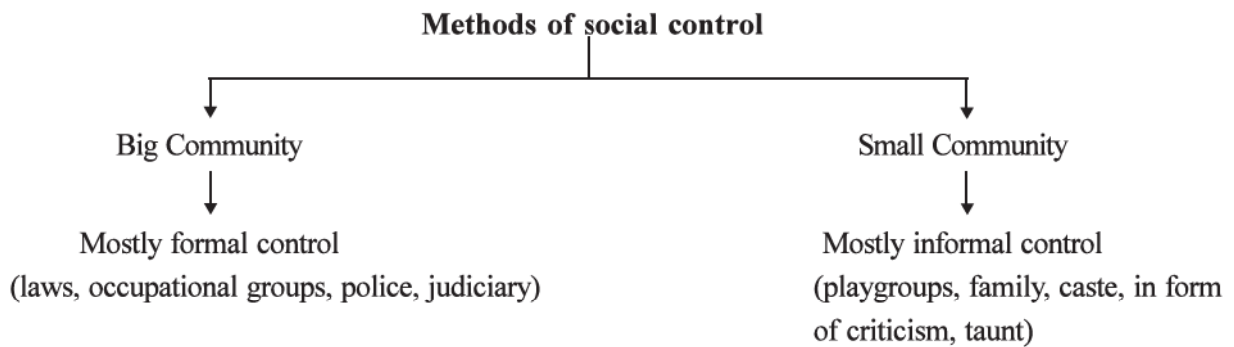 Methods of social control
Big Community
Small Community
Mostly formal control
(laws, occupational groups, police, judiciary)
Mostly informal control
(playgroups, family, caste, in form
of criticism, taunt)